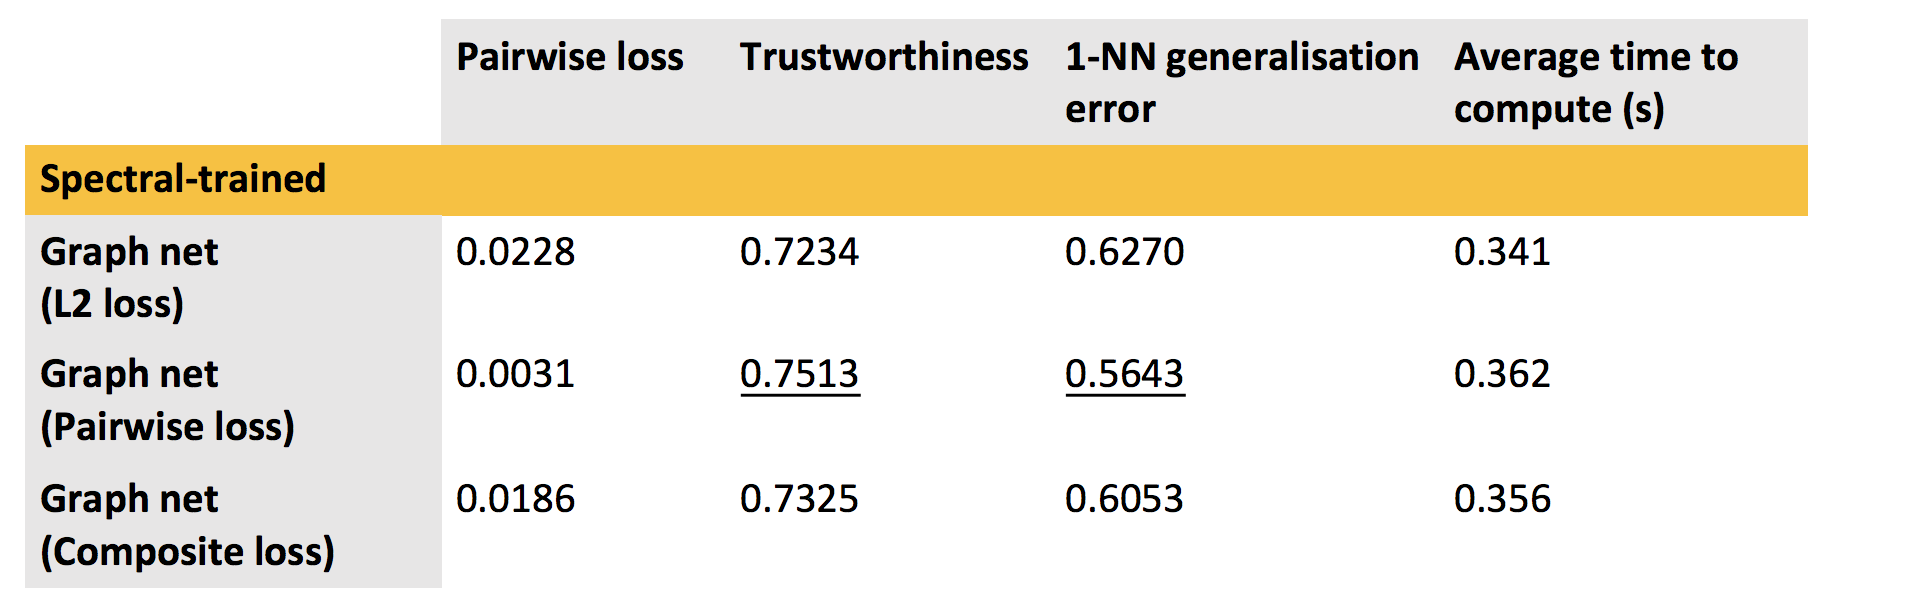 Pairwise loss Trustworthiness 1-NN generalisation error Average time to compute (s)
Spectral-trained
Graph net (L2 loss) 0.0228 0.7234 0.6270 0.341
Graph net (Pairwise loss) 0.0031 0.7513 0.5643 0.362
Graph net (Composite loss) 0.0186 0.7325 0.6053 0.356